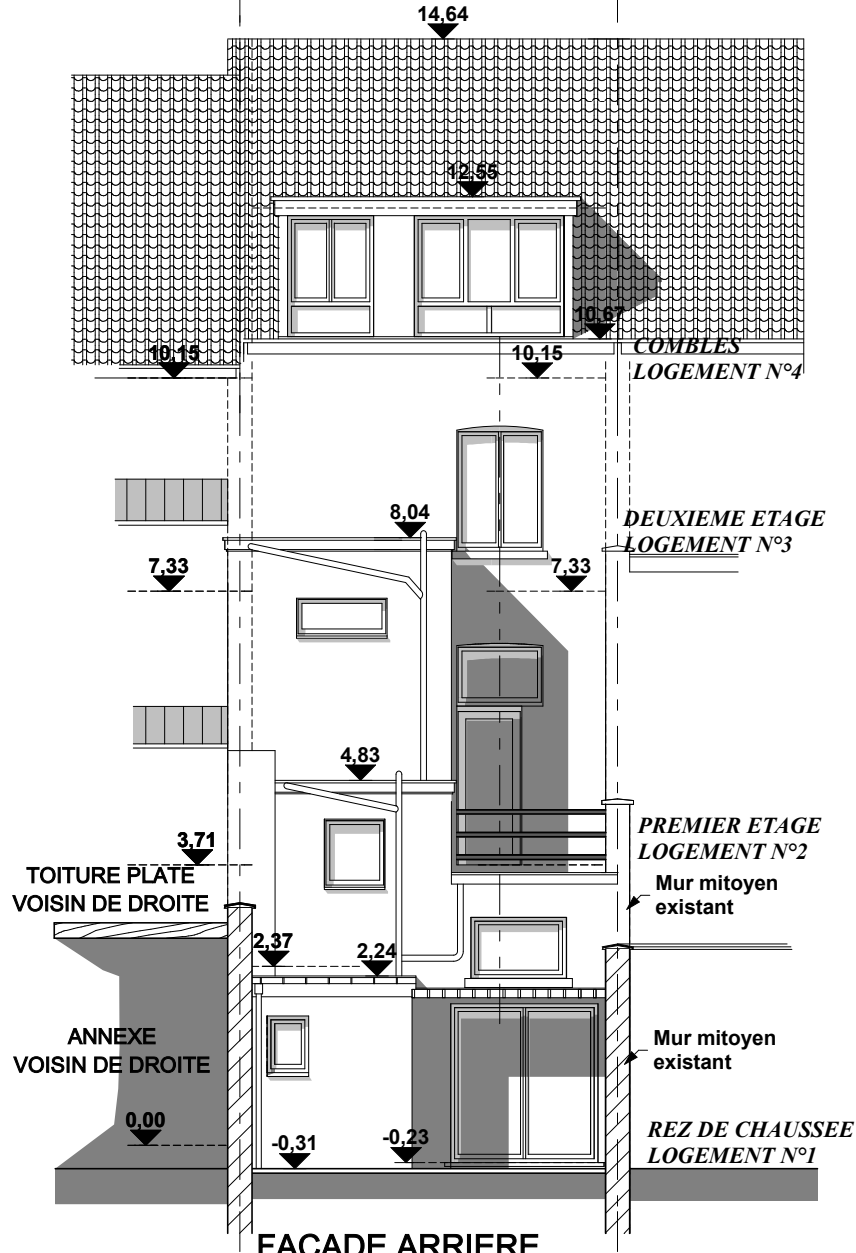 14,64
12,55
10,67
10,15
10,15
COMBLES
LOGEMENT N°4
8,04
DEUXIEME ETAGE
LOGEMENT N°3
7,33
7,33
4,83
3,71
PREMIER ETAGE
LOGEMENT N°2
TOITURE PLATE
VOISIN DE DROITE
Mur mitoyen
existant
2,37
2,24
ANNEXE
VOISIN DE DROITE
Mur mitoyen
existant
0,00
-0,31
-0,23
REZ DE CHAUSSEE
LOGEMENT N°1
FACADE ARRIERE